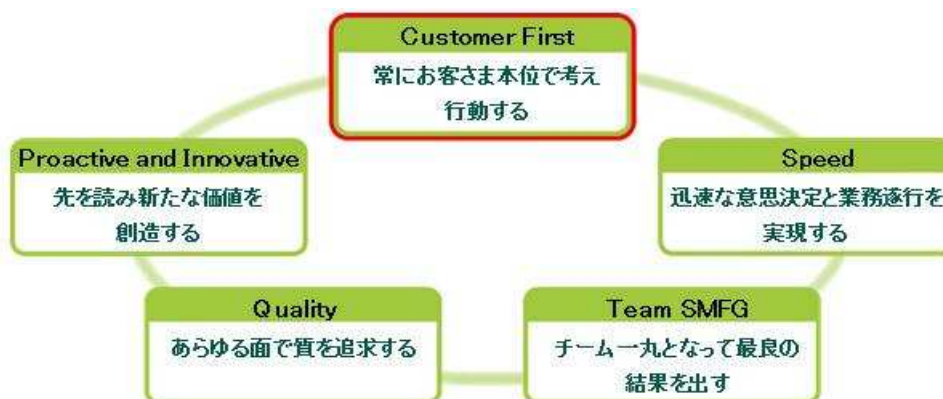 Customer First
常にお客さま本位で考え
行動する
Proactive and Innovative
先を読み新たな価値を
創造する
Speed
迅速な意思決定と業務遂行を
実現する
Quality
あらゆる面で質を追求する
Team SMFG
チーム一丸となって最良の
結果を出す